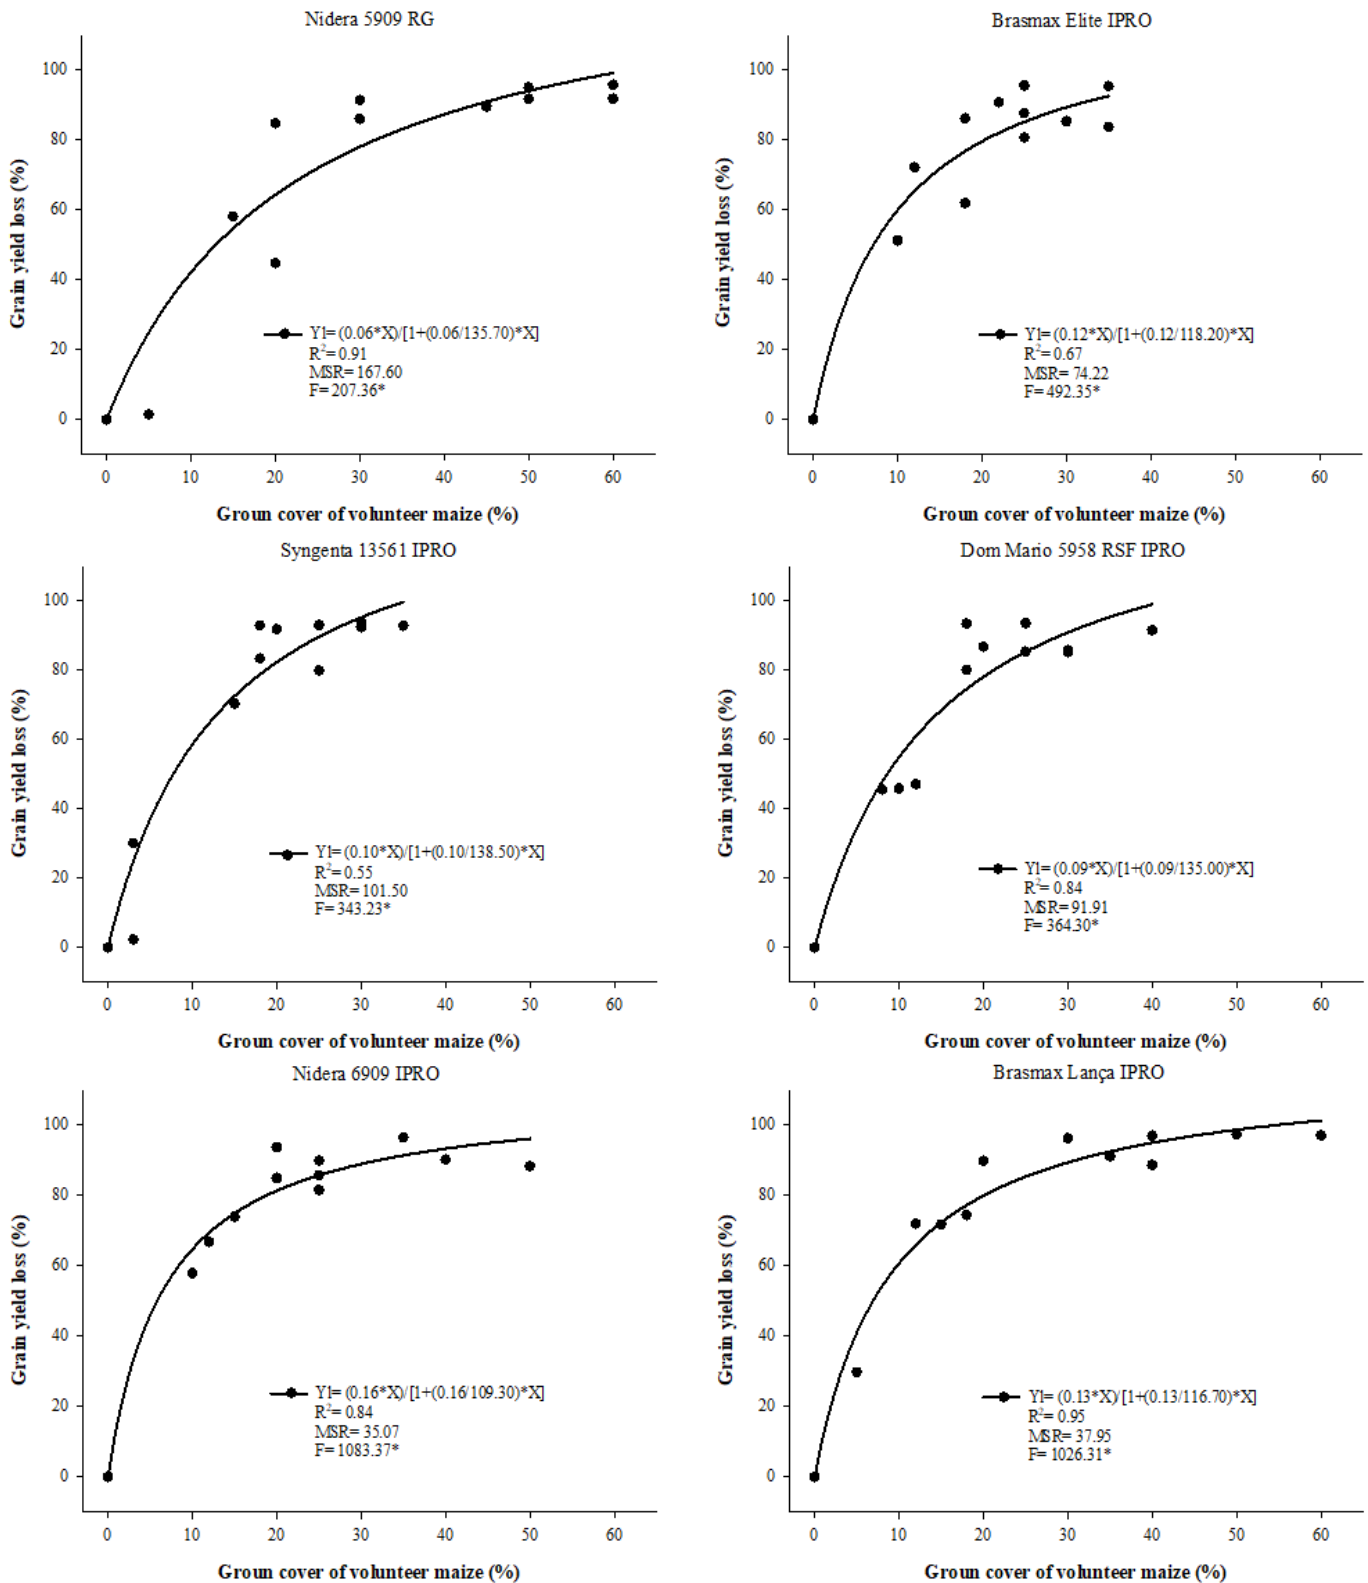 Nidera 5909 RG
Grain yield loss (%)
100
80
60
40
20
0
Y1= (0.06*X)/[1+(0.06/135.70)*X]
R²= 0.91
MSR= 167.60
F= 207.36*
0 10 20 30 40 50 60
Groun cover of volunteer maize (%)
Brasmax Elite IPRO
Grain yield loss (%)
100
80
60
40
20
0
Y1= (0.12*X)/[1+(0.12/118.20)*X]
R²= 0.67
MSR= 74.22
F= 492.35*
0 10 20 30 40 50 60
Groun cover of volunteer maize (%)
Syngenta 13561 IPRO
Grain yield loss (%)
100
80
60
40
20
0
Y1= (0.10*X)/[1+(0.10/138.50)*X]
R²= 0.55
MSR= 101.50
F= 343.23*
0 10 20 30 40 50 60
Groun cover of volunteer maize (%)
Dom Mario 5958 RSF IPRO
Grain yield loss (%)
100
80
60
40
20
0
Y1= (0.09*X)/[1+(0.09/135.00)*X]
R²= 0.84
MSR= 91.91
F= 364.30*
0 10 20 30 40 50 60
Groun cover of volunteer maize (%)
Nidera 6909 IPRO
Grain yield loss (%)
100
80
60
40
20
0
Y1= (0.16*X)/[1+(0.16/109.30)*X]
R²= 0.84
MSR= 35.07
F= 1083.37*
0 10 20 30 40 50 60
Groun cover of volunteer maize (%)
Brasmax Lança IPRO
Grain yield loss (%)
100
80
60
40
20
0
Y1= (0.13*X)/[1+(0.13/116.70)*X]
R²= 0.95
MSR= 37.95
F= 1026.31*
0 10 20 30 40 50 60
Groun cover of volunteer maize (%)